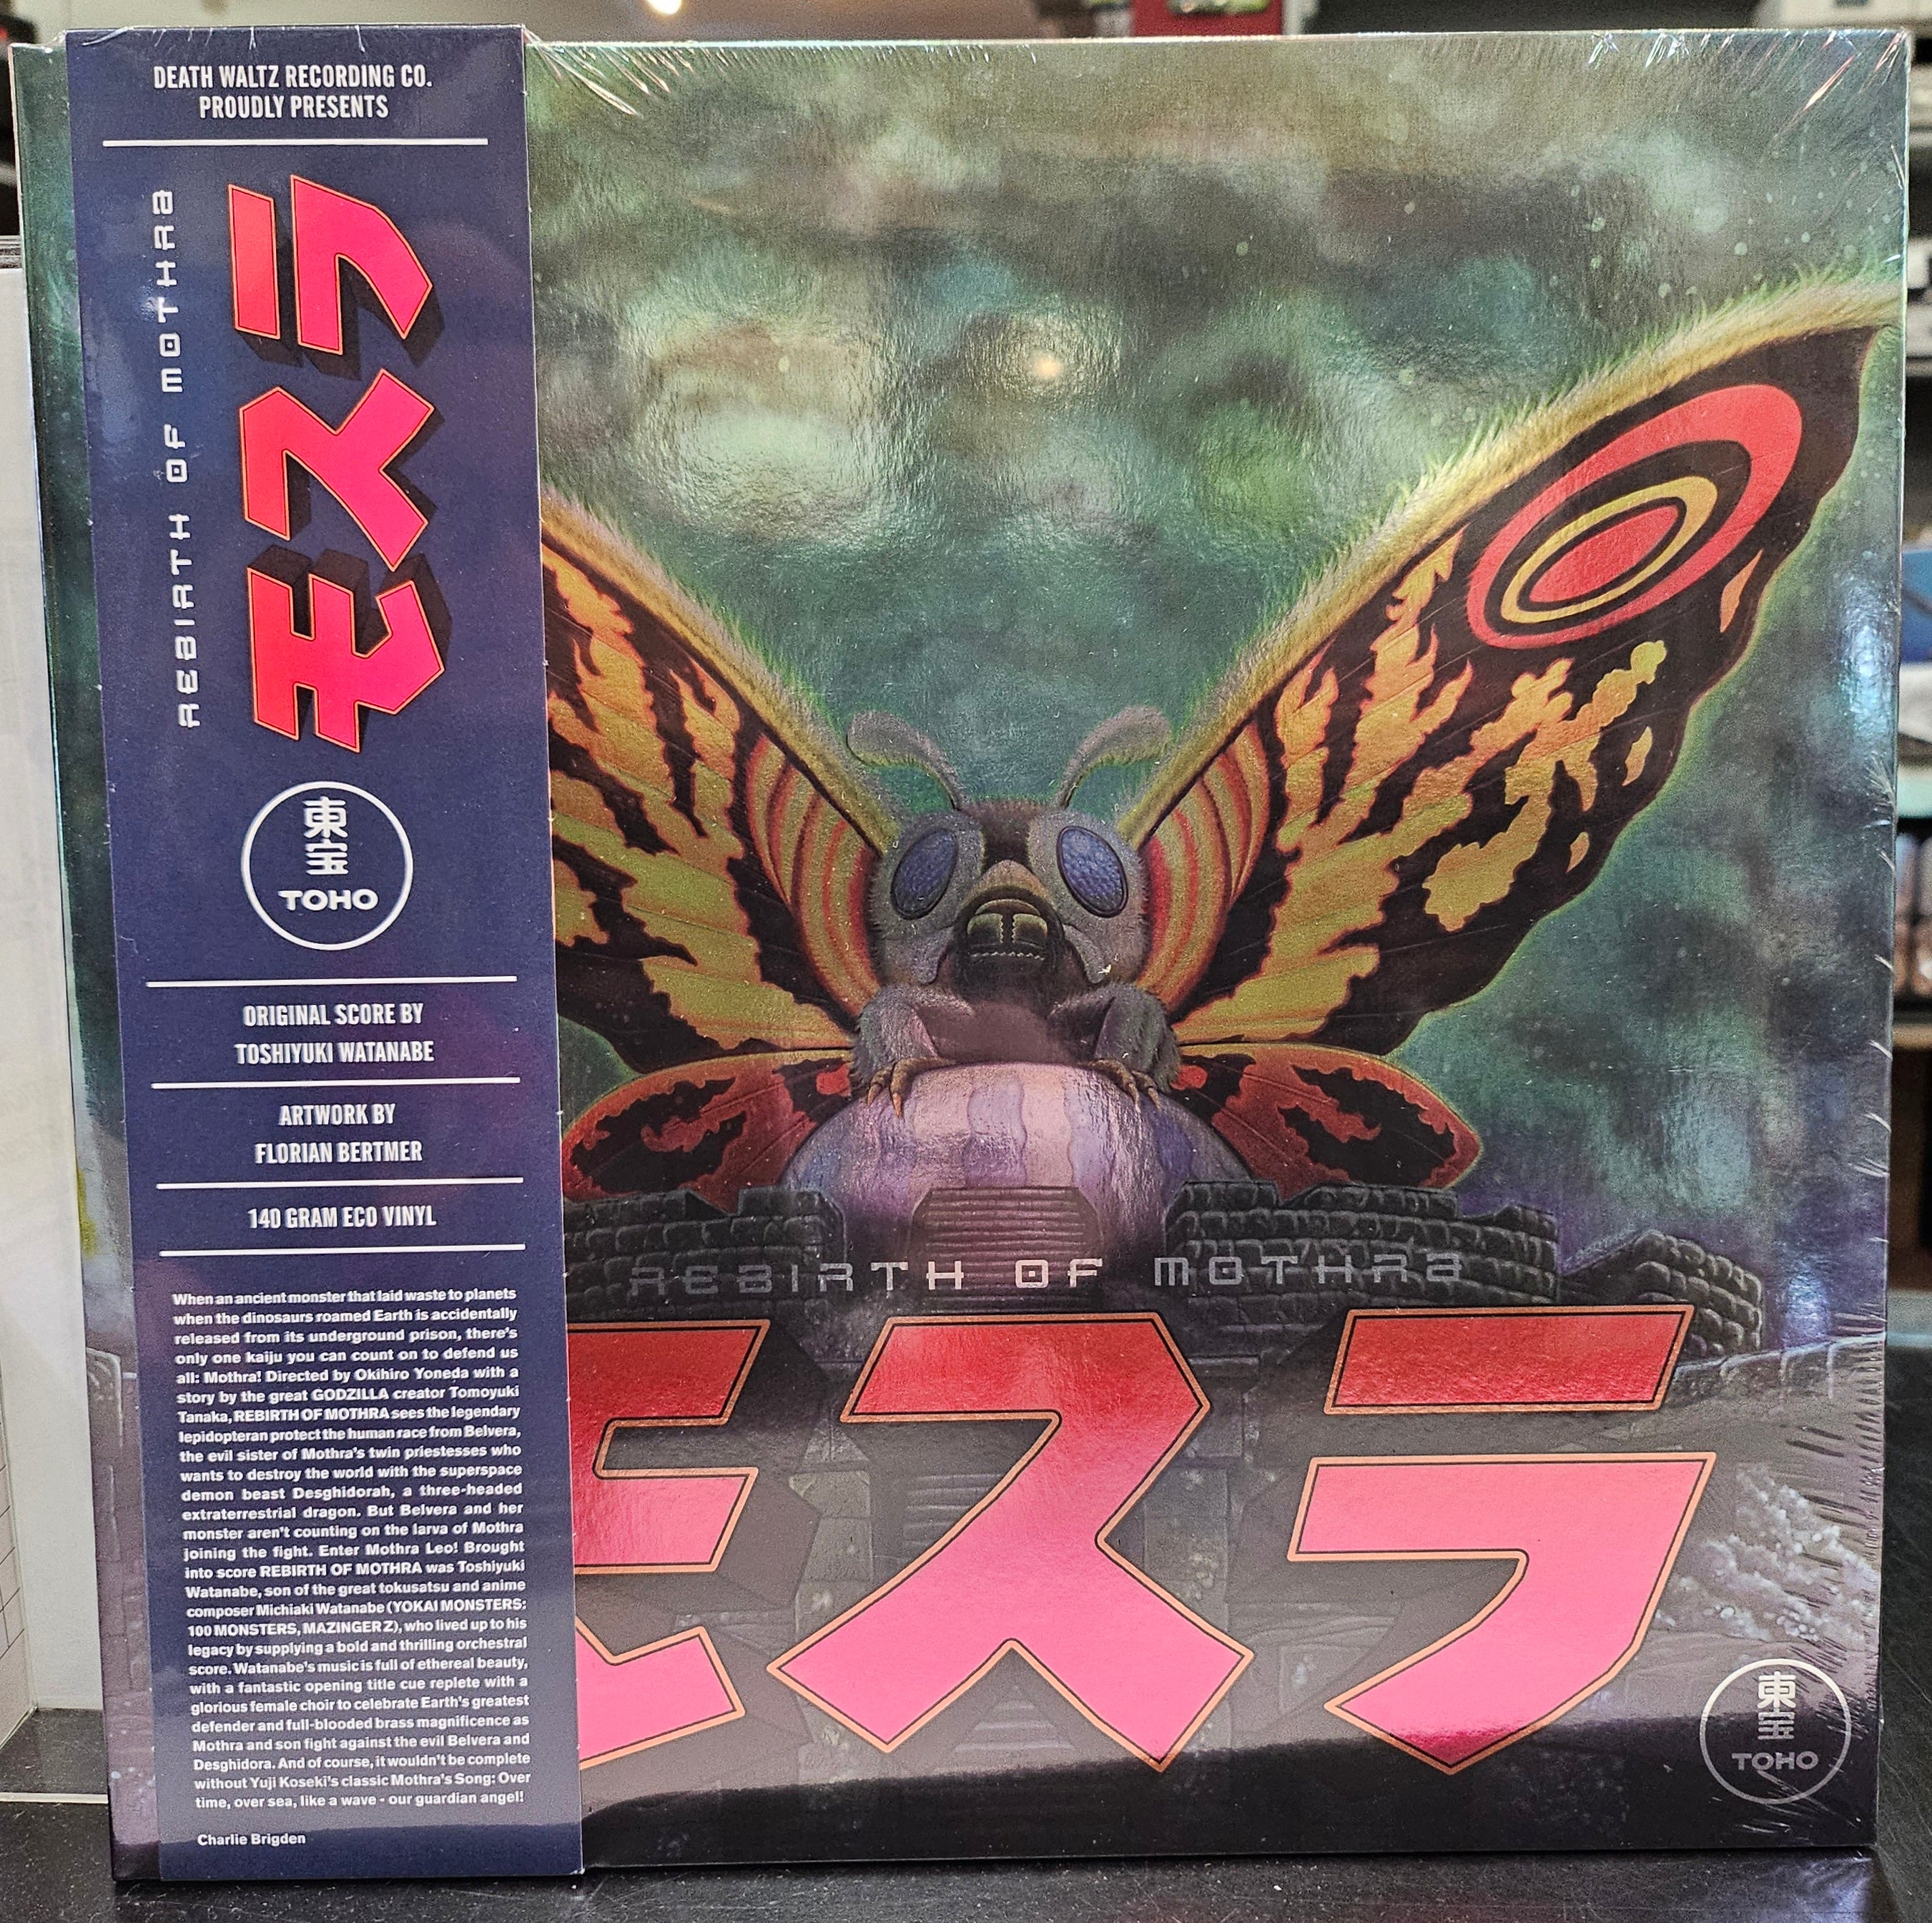 DEATH WALTZ RECORDING CO.
PROUDLY PRESENTS
REBIRTH OF MOTHRA
モスラ
東宝
TOHO
ORIGINAL SCORE BY
TOSHIYUKI WATANABE
ARTWORK BY
FLORIAN BERTMER
140 GRAM ECO VINYL
When an ancient monster that laid waste to planets
when the dinosaurs roamed Earth is accidentally
released from its underground prison, there's
only one kaiju you can count on to defend us
all: Mothra! Directed by Okihiro Yoneda with a
story by the great GODZILLA creator Tomoyuki
Tanaka, REBIRTH OF MOTHRA sees the legendary
lepidopteran protect the human race from Belvera,
the evil sister of Mothra's twin priestesses who
wants to destroy the world with the superspace
demon beast Desghidorah, a three-headed
extraterrestrial dragon. But Belvera and her
monster aren't counting on the larva of Mothra
joining the fight. Enter Mothra Leo! Brought
into score REBIRTH OF MOTHRA was Toshiyuki
Watanabe, son of the great tokusatsu and anime
composer Michiaki Watanabe (YOKAI MONSTERS:
100 MONSTERS, MAZINGER Z), who lived up to his
legacy by supplying a bold and thrilling orchestral
score. Watanabe's music is full of ethereal beauty,
with a fantastic opening title cue replete with a
glorious female choir to celebrate Earth's greatest
defender and full-blooded brass magnificence as
Mothra and son fight against the evil Belvera and
Desghidora. And of course, it wouldn't be complete
without Yuji Koseki's classic Mothra's Song: Over
time, over sea, like a wave - our guardian angel!
Charlie Brigden
REBIRTH OF MOTHRA
モスラ
東宝
TOHO